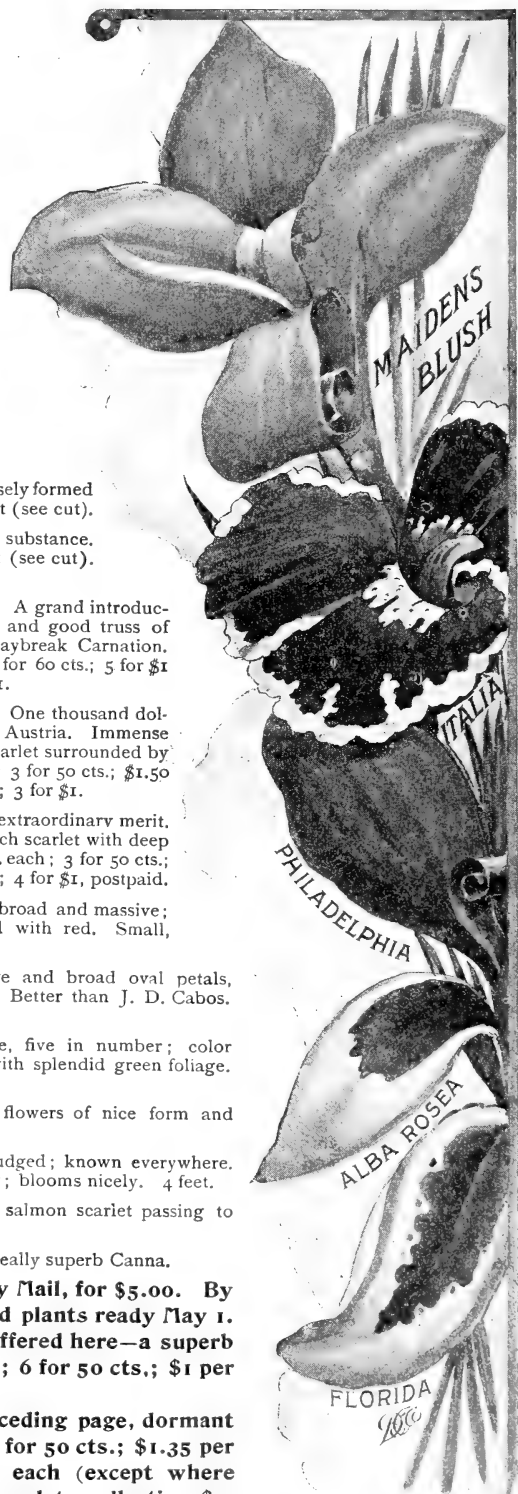 MAIDENS
BLUSH
sely formed
t (see cut).
substance.
(see cut).
A grand introduc-
and good truss of
aybreak Carnation.
for 60 cts.; 5 for $1
1.
One thousand dol-
Austria. Immense
arlet surrounded by
3 for 50 cts.; $1.50
; 3 for $1.
extraordinary merit.
ch scarlet with deep
. each; 3 for 50 cts.;
; 4 for $1, postpaid.
broad and massive;
l with red. Small,
e and broad oval petals,
Better than J. D. Cabos.
e, five in number; color
ith splendid green foliage.
flowers of nice form and
udged; known everywhere.
; blooms nicely. 4 feet.
salmon scarlet passing to
eally superb Canna.
y Mail, for $5.00. By
d plants ready May 1.
ffered here—a superb
; 6 for 50 cts,; $1 per
ceding page, dormant
for 50 cts.; $1.35 per
each (except where
ITALIA
PHILADELPHIA
ALBA ROSEA
FLORIDA